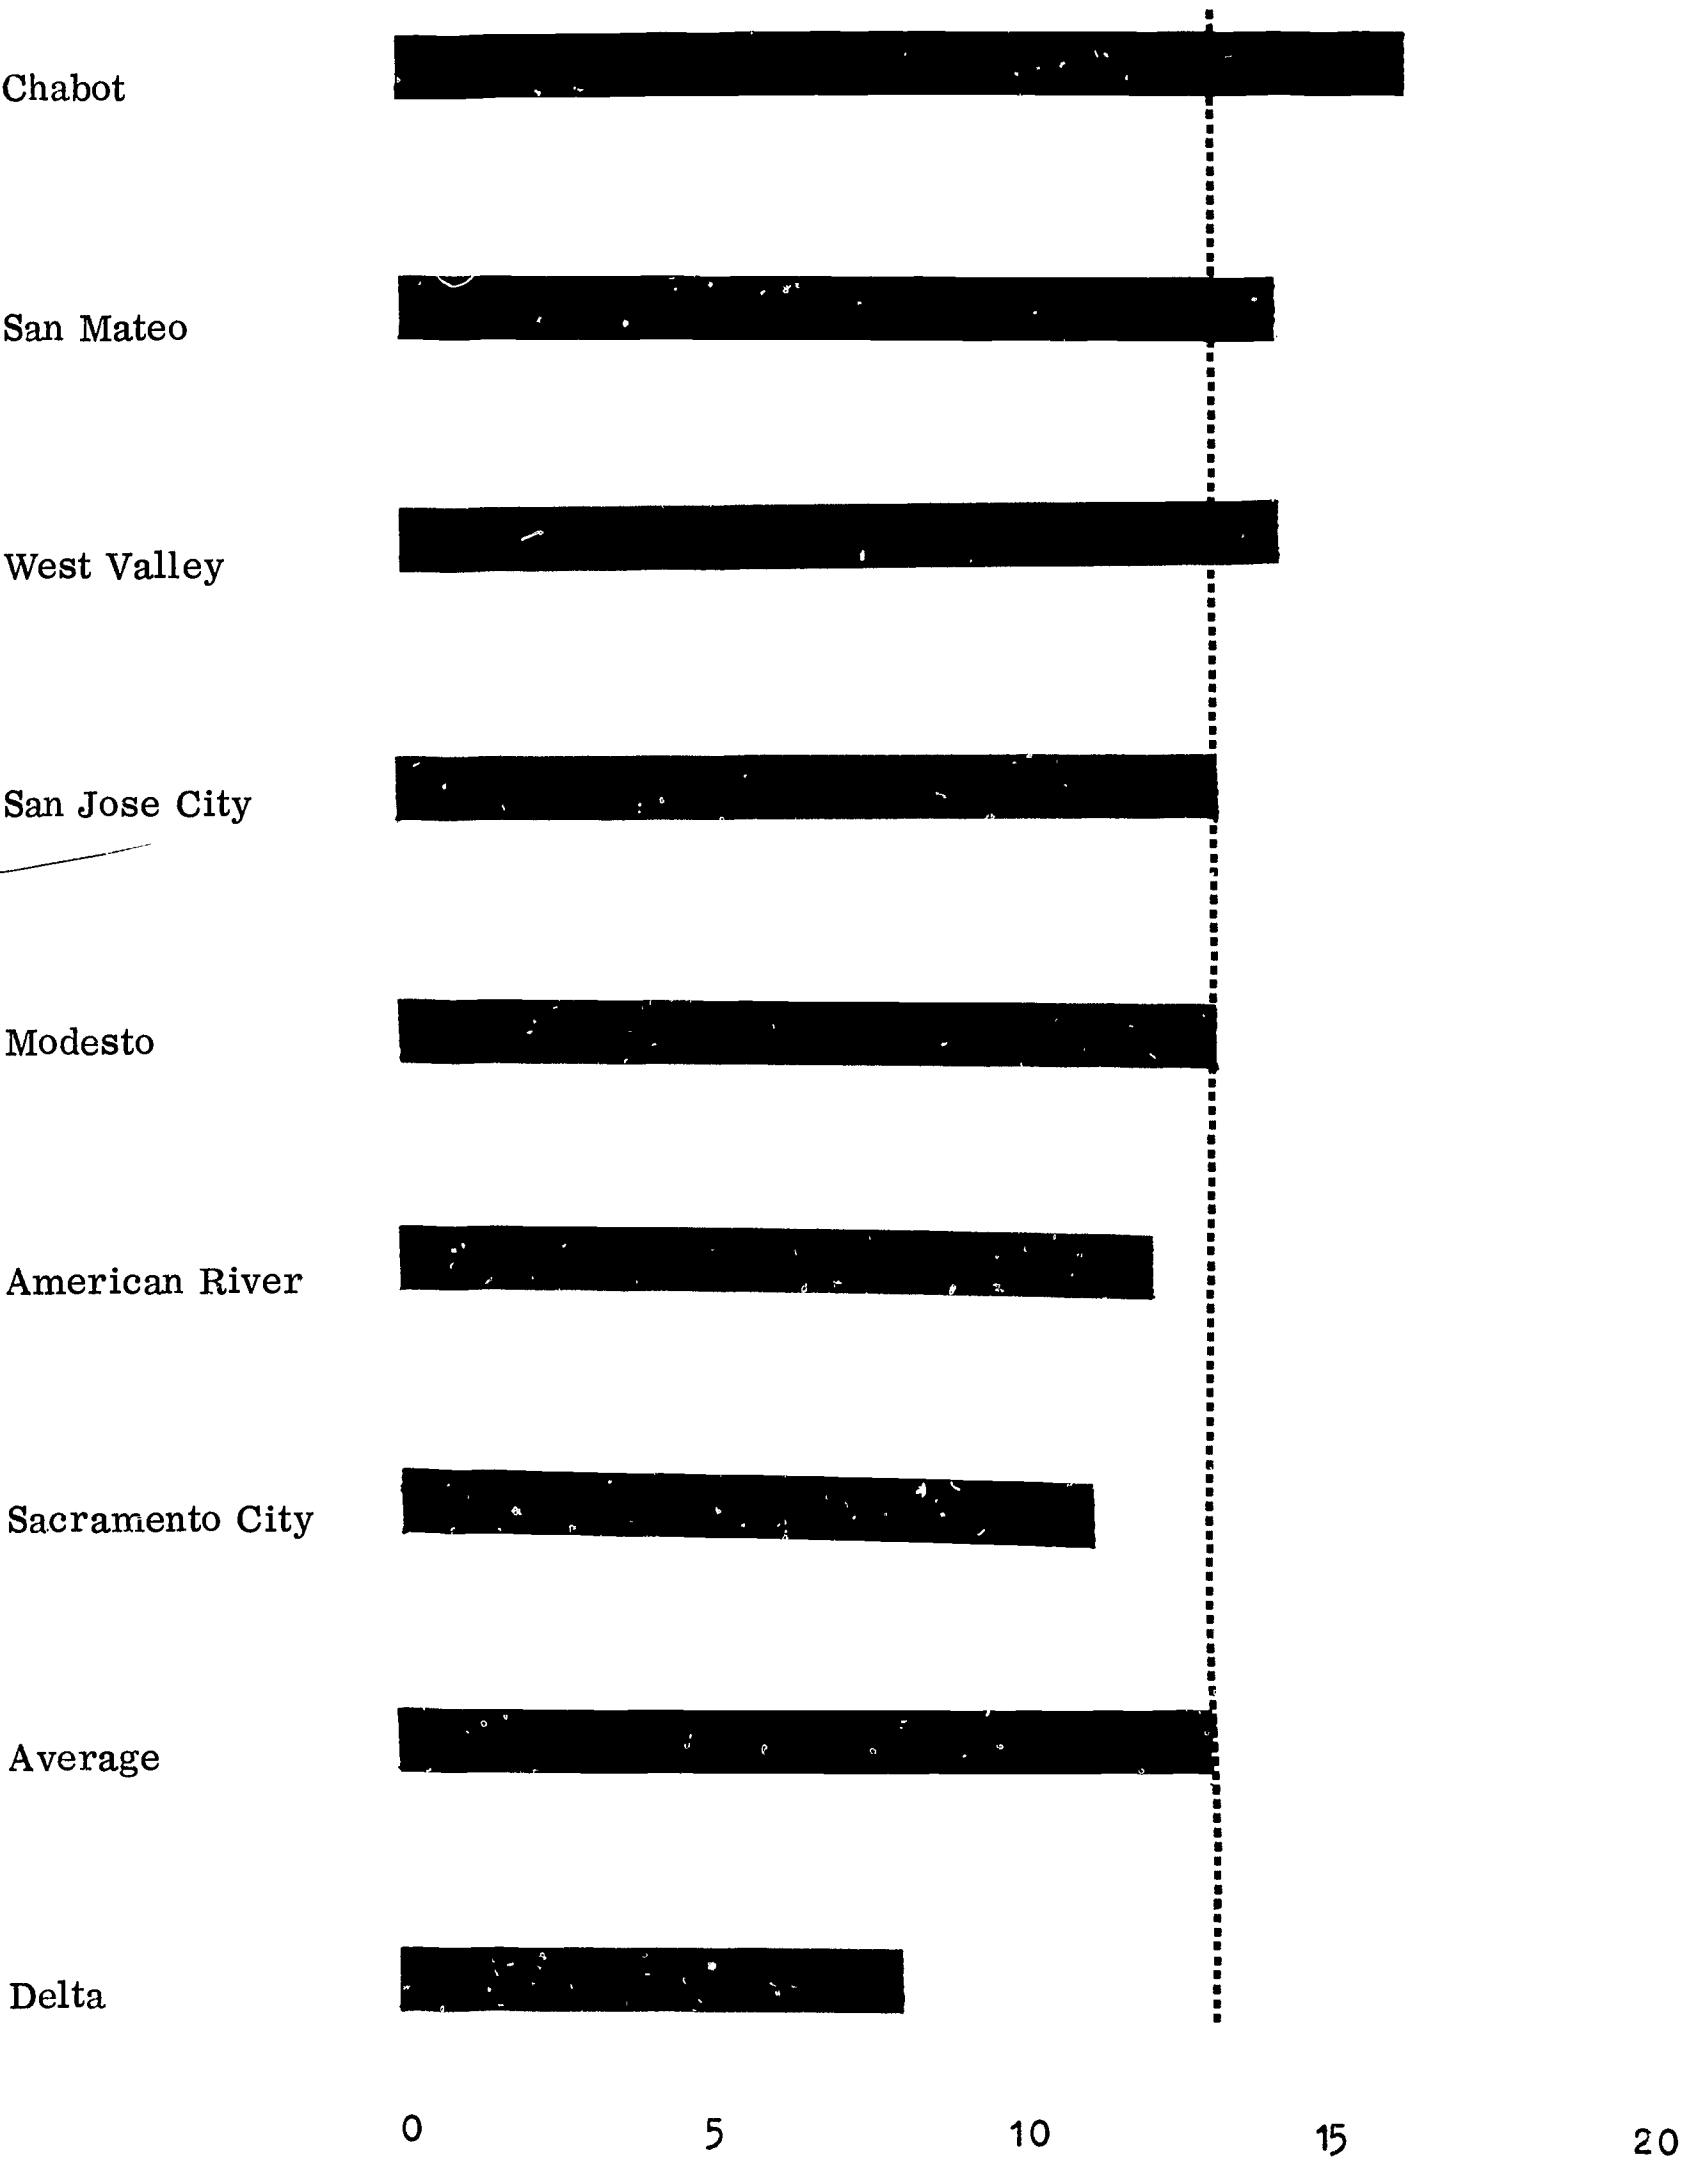 Chabot
San Mateo
West Valley
San Jose City
Modesto
American River
Sacramento City
Average
Delta
0 5 10 15 20